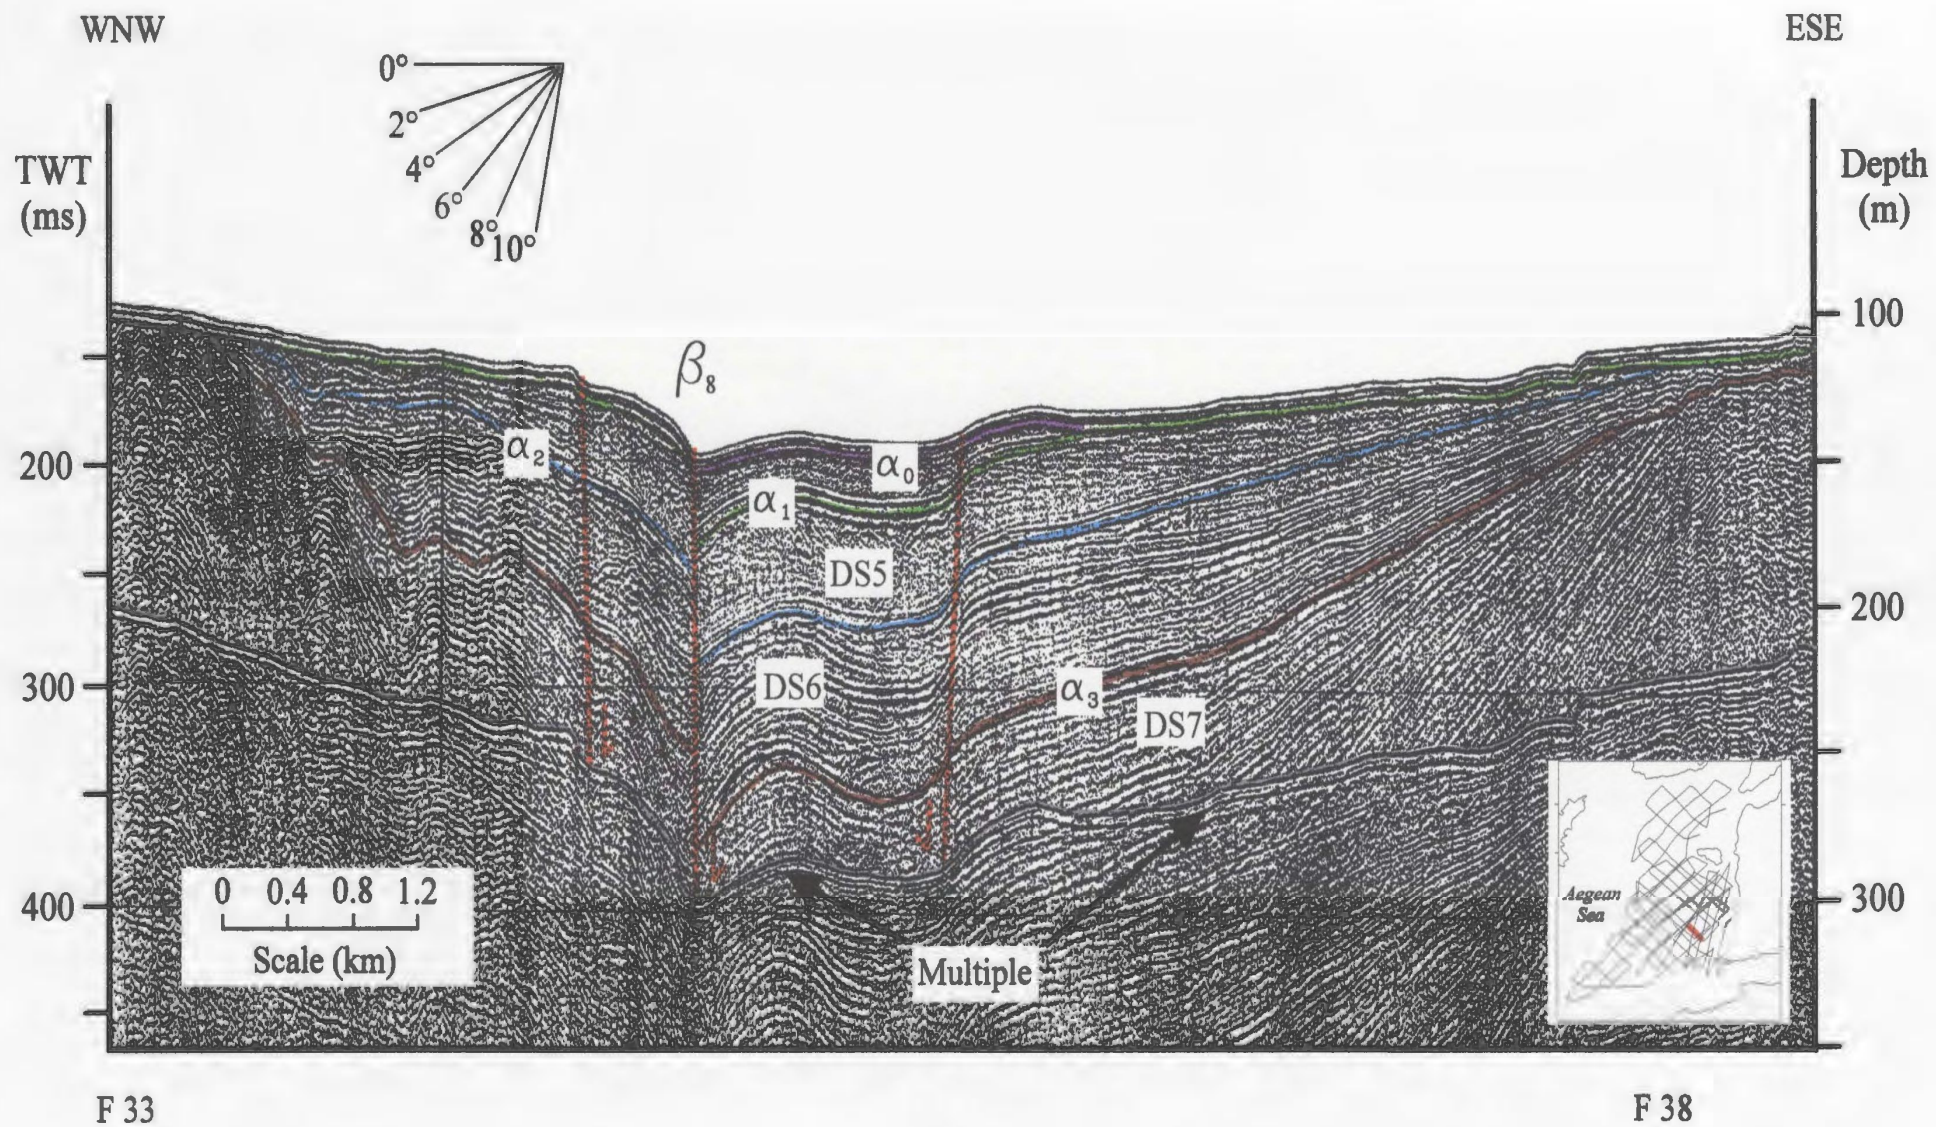 WNW
ESE
0°
2°
4°
6°
8°
10°
TWT
(ms)
Depth
(m)
100
β₈
α₂
α₀
200
α₁
DS5
200
DS6
α₃
300
DS7
0 0.4 0.8 1.2
Scale (km)
Aegean
Sea
400
300
Multiple
F 33
F 38